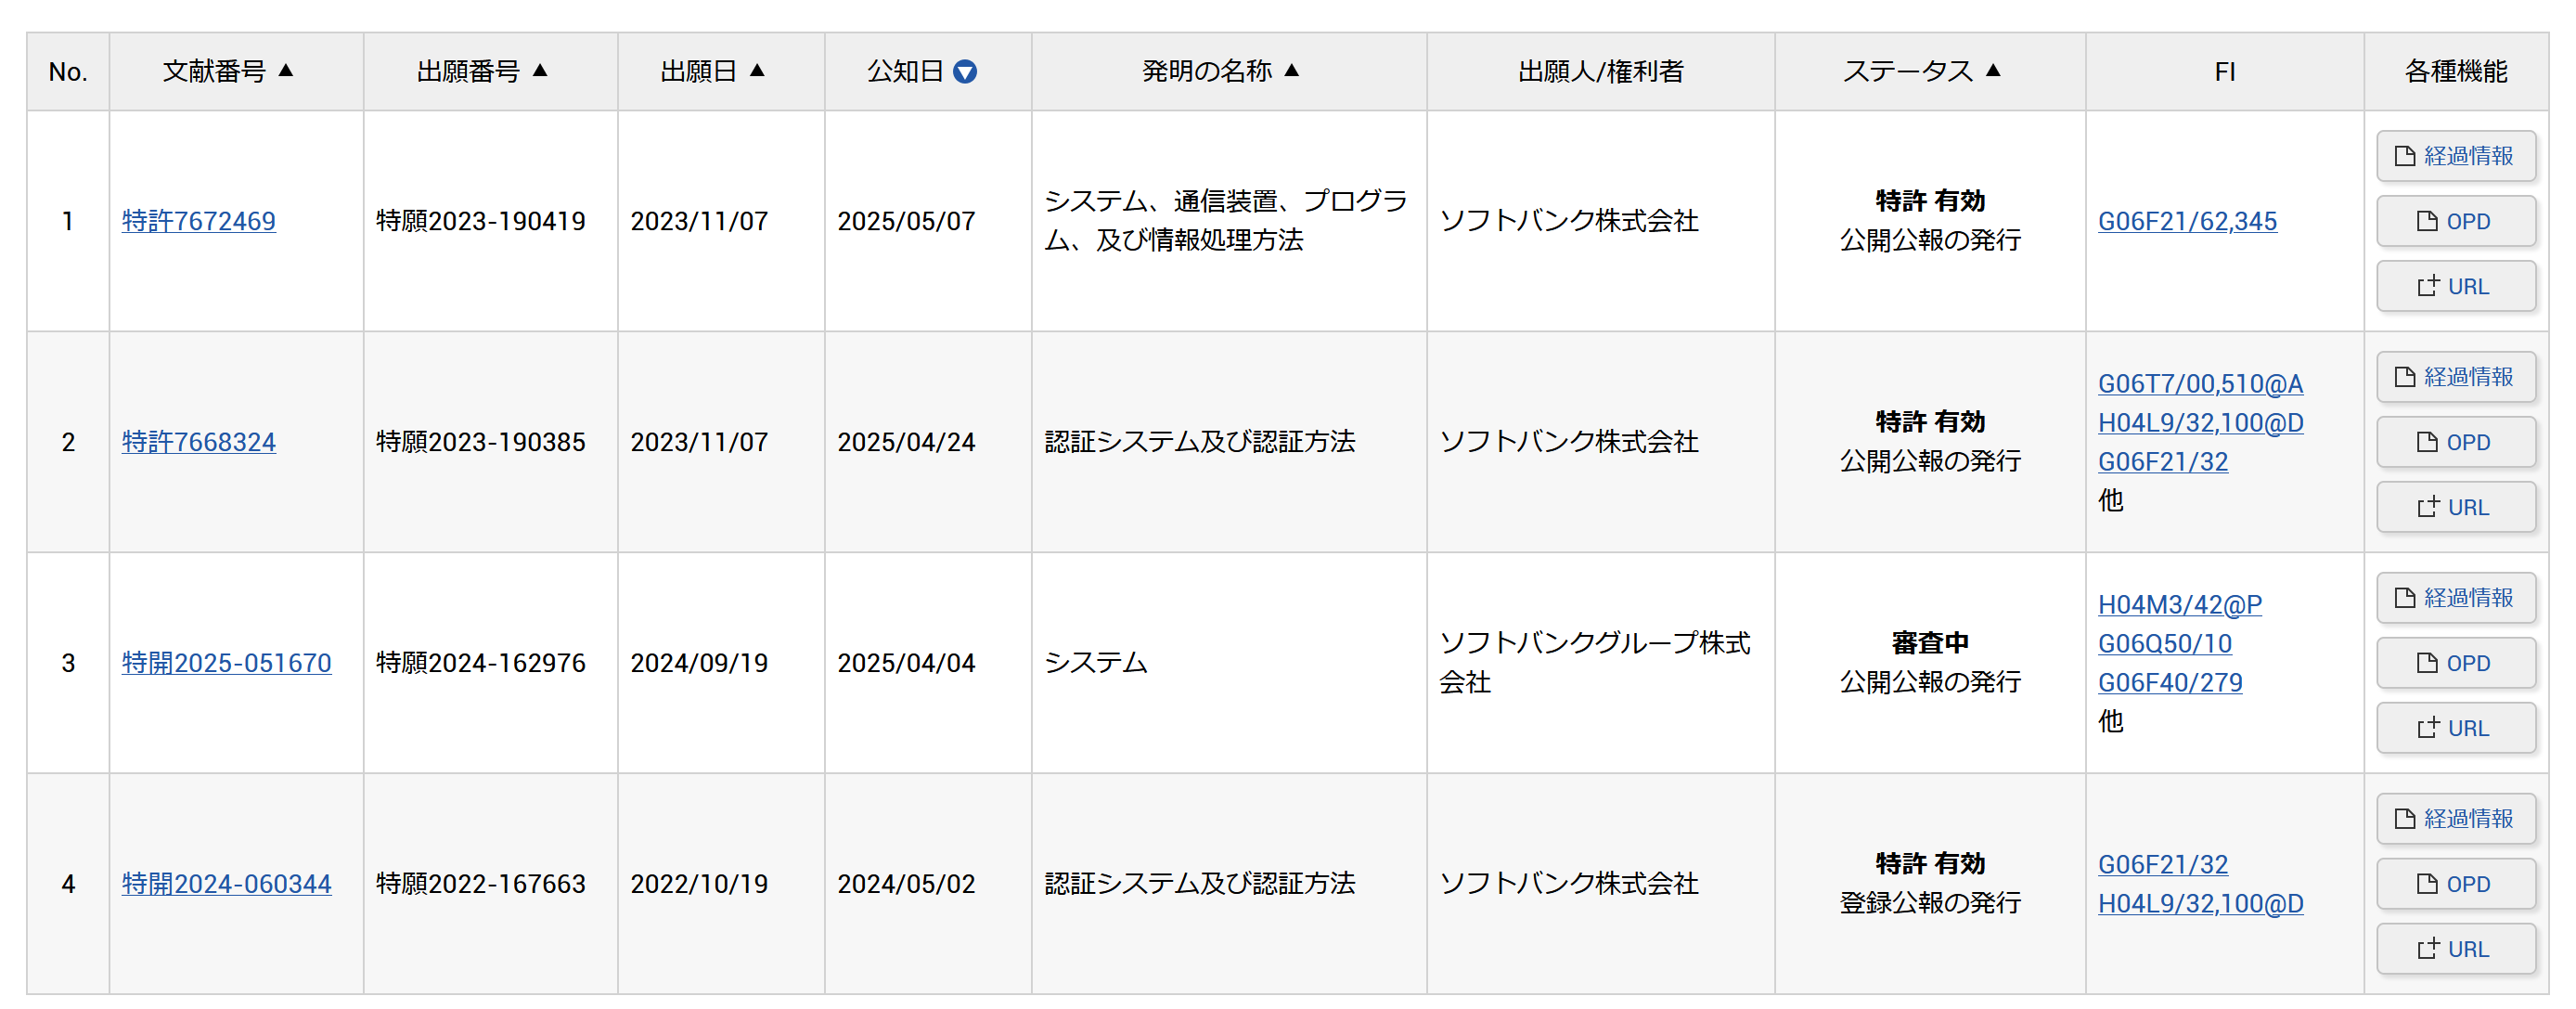 No. 文献番号 ▲ 出願番号 ▲ 出願日 ▲ 公知日 ▼ 発明の名称 ▲ 出願人/権利者 ステータス ▲ FI 各種機能
1 特許7672469 特願2023-190419 2023/11/07 2025/05/07
システム、通信装置、プログラ
ム、及び情報処理方法
ソフトバンク株式会社
特許 有効
公開公報の発行
G06F21/62,345
経過情報
OPD
URL
2 特許7668324 特願2023-190385 2023/11/07 2025/04/24
認証システム及び認証方法
ソフトバンク株式会社
特許 有効
公開公報の発行
G06T7/00,510@A
H04L9/32,100@D
G06F21/32
他
経過情報
OPD
URL
3 特開2025-051670 特願2024-162976 2024/09/19 2025/04/04
システム
ソフトバンクグループ株式
会社
審査中
公開公報の発行
H04M3/42@P
G06Q50/10
G06F40/279
他
経過情報
OPD
URL
4 特開2024-060344 特願2022-167663 2022/10/19 2024/05/02
認証システム及び認証方法
ソフトバンク株式会社
特許 有効
登録公報の発行
G06F21/32
H04L9/32,100@D
経過情報
OPD
URL